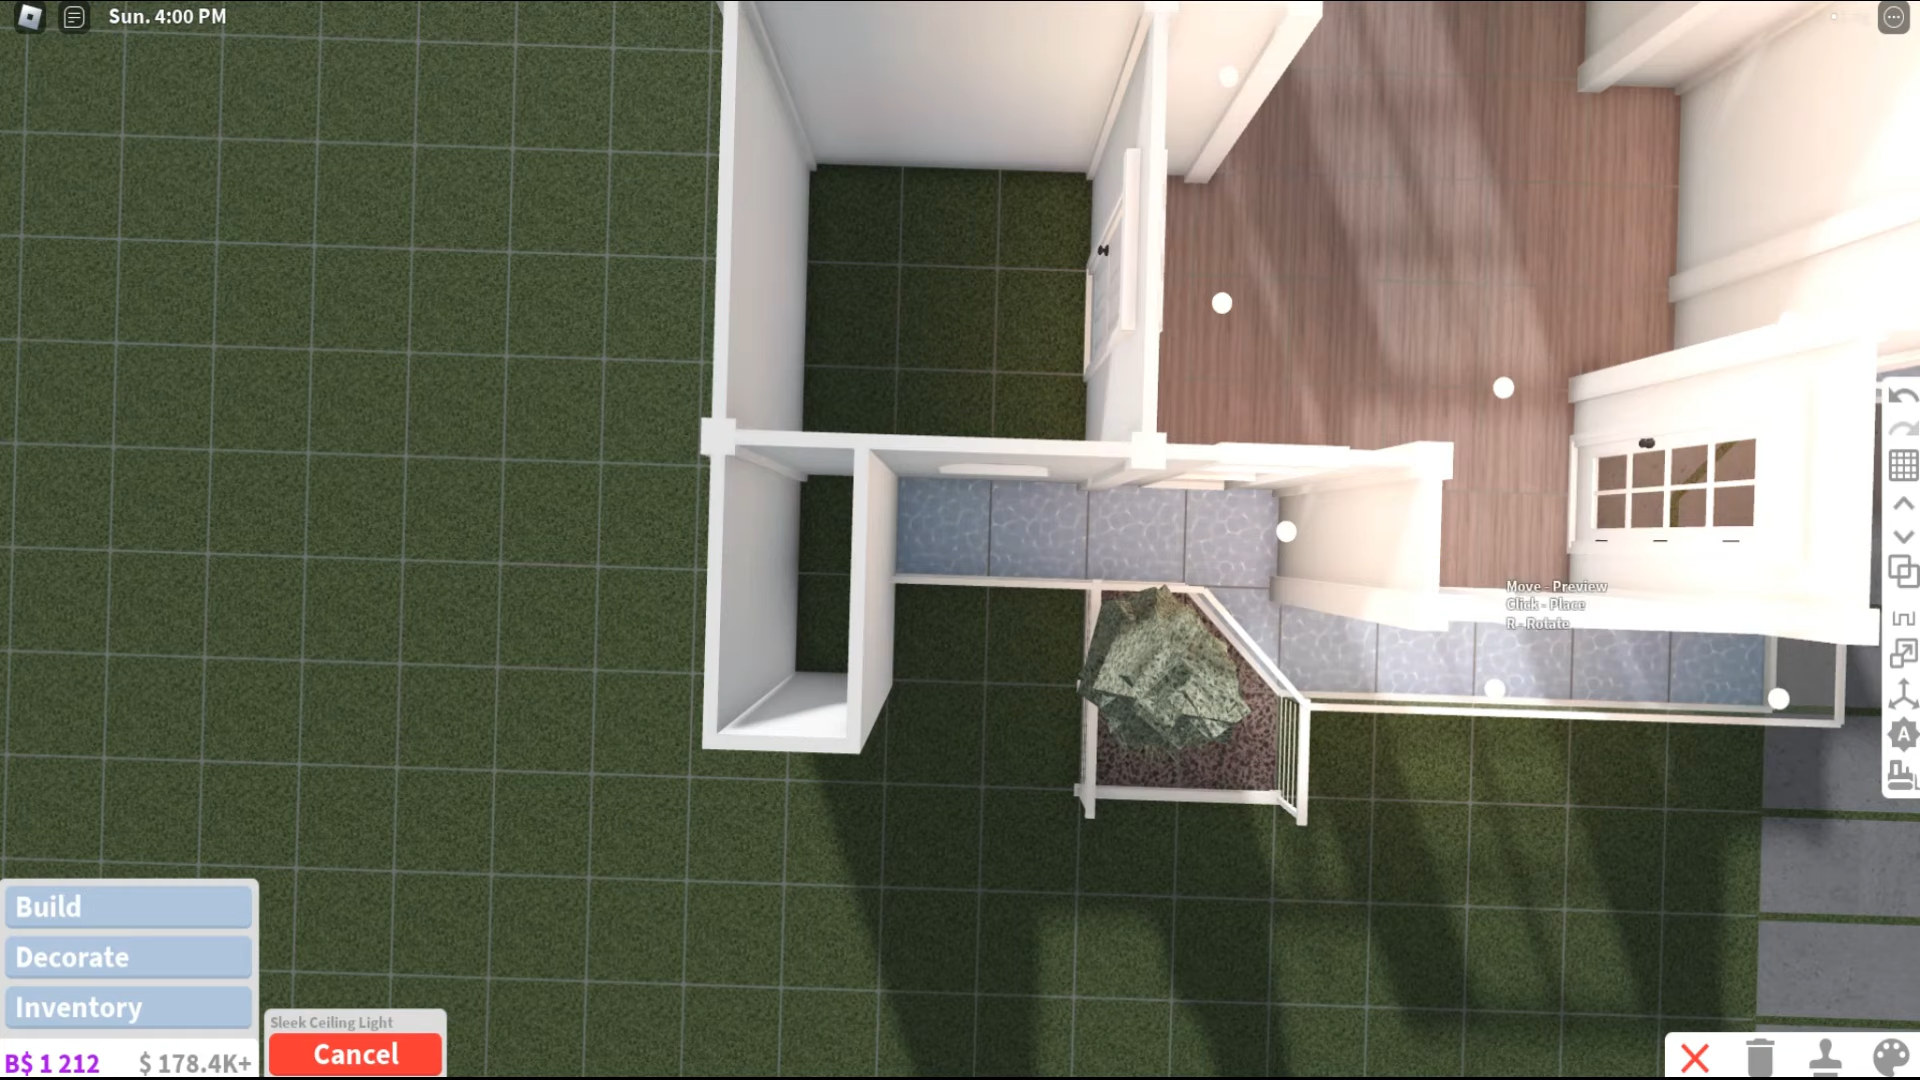 Sun. 4:00 PM
Move - Preview
Click - Place
R - Rotate
A
Build
Decorate
Inventory
Sleek Ceiling Light
Cancel
B$ 1 212
$ 178.4K+